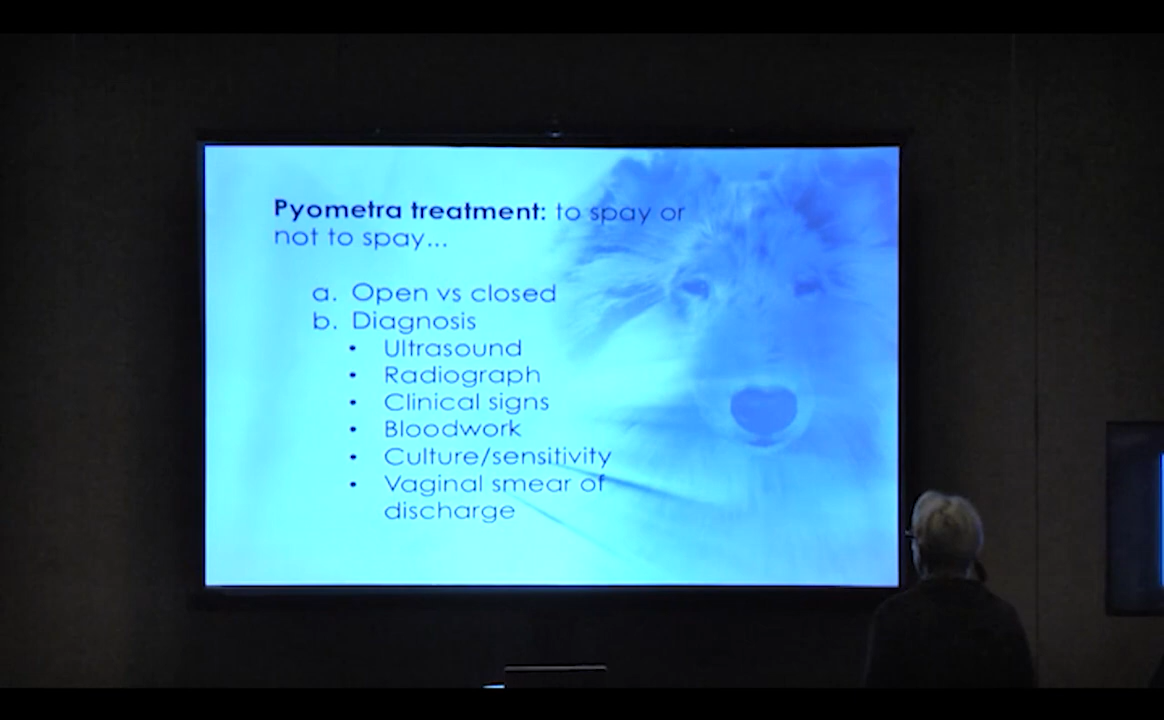 Pyometra treatment: to spay or
not to spay...
a. Open vs closed
b. Diagnosis
• Ultrasound
• Radiograph
• Clinical signs
• Bloodwork
• Culture/sensitivity
• Vaginal smear of
discharge